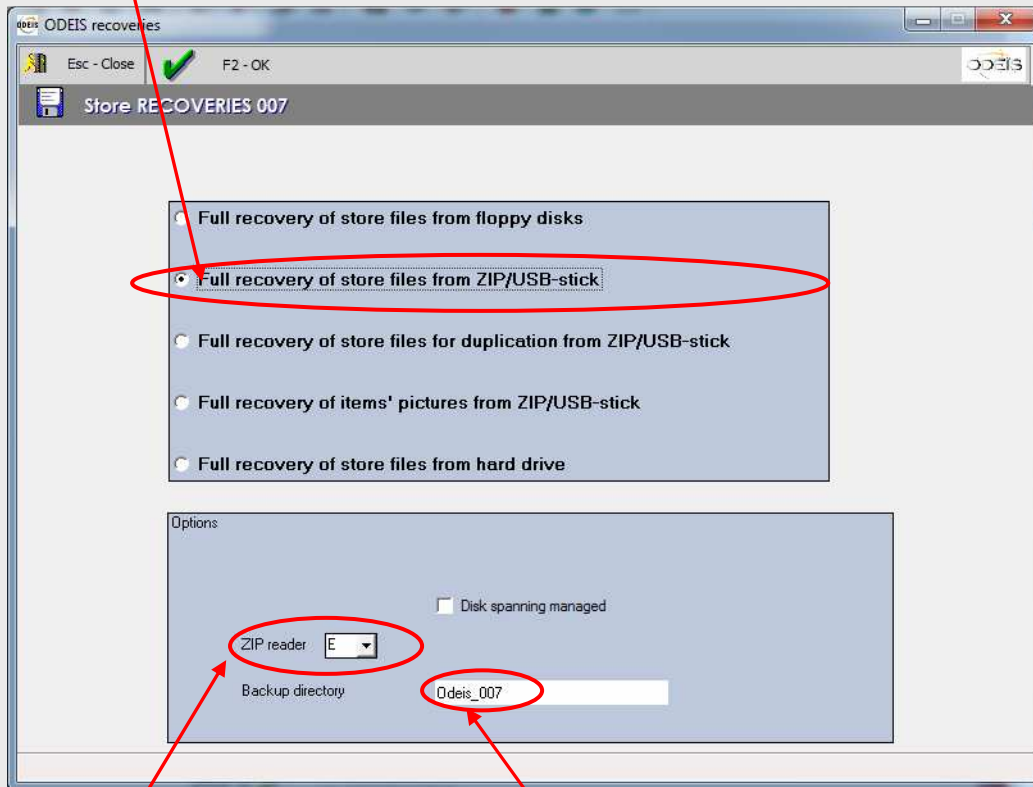 ODEIS ODEIS recoveries
Esc - Close F2 - OK ODEIS
Store RECOVERIES 007
Full recovery of store files from floppy disks
Full recovery of store files from ZIP/USB-stick
Full recovery of store files for duplication from ZIP/USB-stick
Full recovery of items' pictures from ZIP/USB-stick
Full recovery of store files from hard drive
Options
Disk spanning managed
ZIP reader E
Backup directory Odeis_007